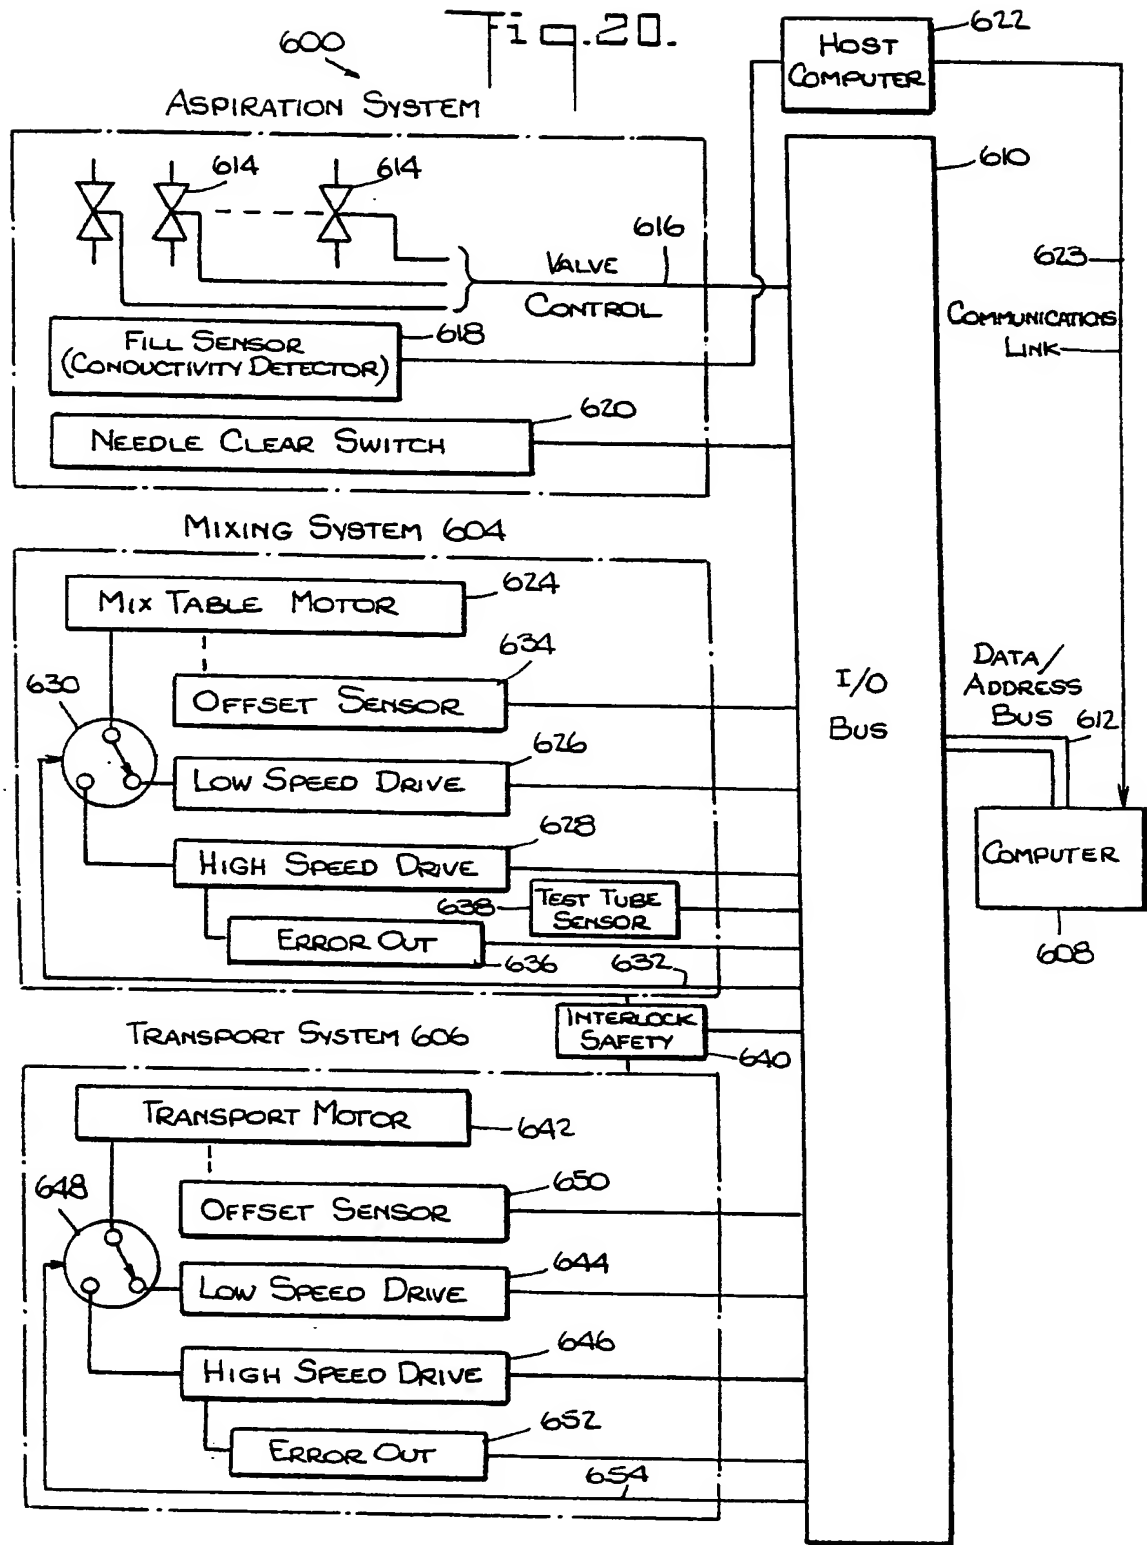 Fig. 20.
600
HOST
COMPUTER
622
ASPIRATION SYSTEM
614
614
610
616
VALVE
CONTROL
623
COMMUNICATIONS
LINK
FILL SENSOR
(CONDUCTIVITY DETECTOR)
618
620
NEEDLE CLEAR SWITCH
MIXING SYSTEM 604
MIX TABLE MOTOR
624
634
OFFSET SENSOR
630
626
LOW SPEED DRIVE
628
HIGH SPEED DRIVE
638
TEST TUBE
SENSOR
ERROR OUT
636
632
I/O
BUS
DATA/
ADDRESS
BUS
612
COMPUTER
608
INTERLOCK
SAFETY
640
TRANSPORT SYSTEM 606
TRANSPORT MOTOR
642
650
OFFSET SENSOR
648
644
LOW SPEED DRIVE
646
HIGH SPEED DRIVE
652
ERROR OUT
654